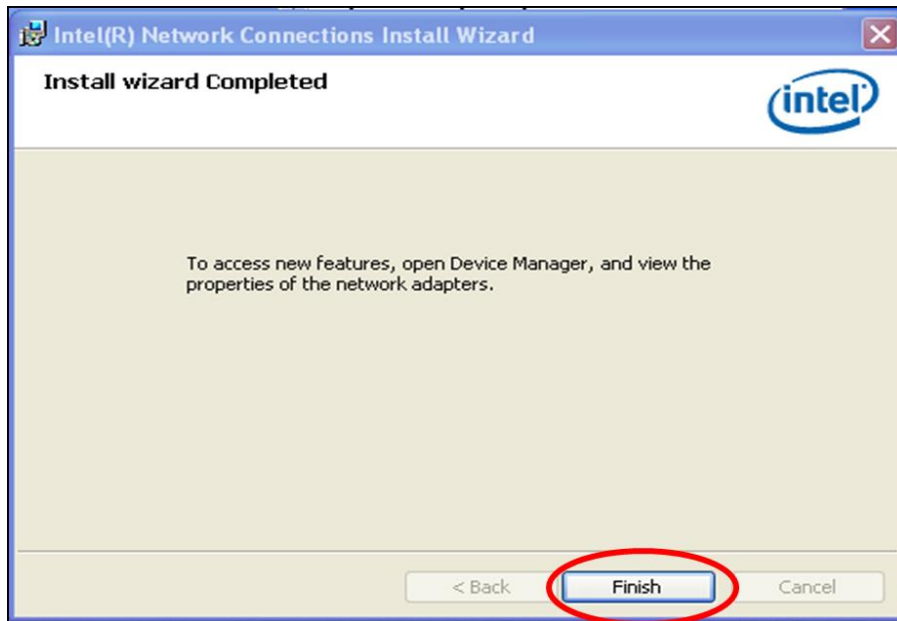 Intel(R) Network Connections Install Wizard
Install wizard Completed
intel
To access new features, open Device Manager, and view the
properties of the network adapters.
< Back
Finish
Cancel